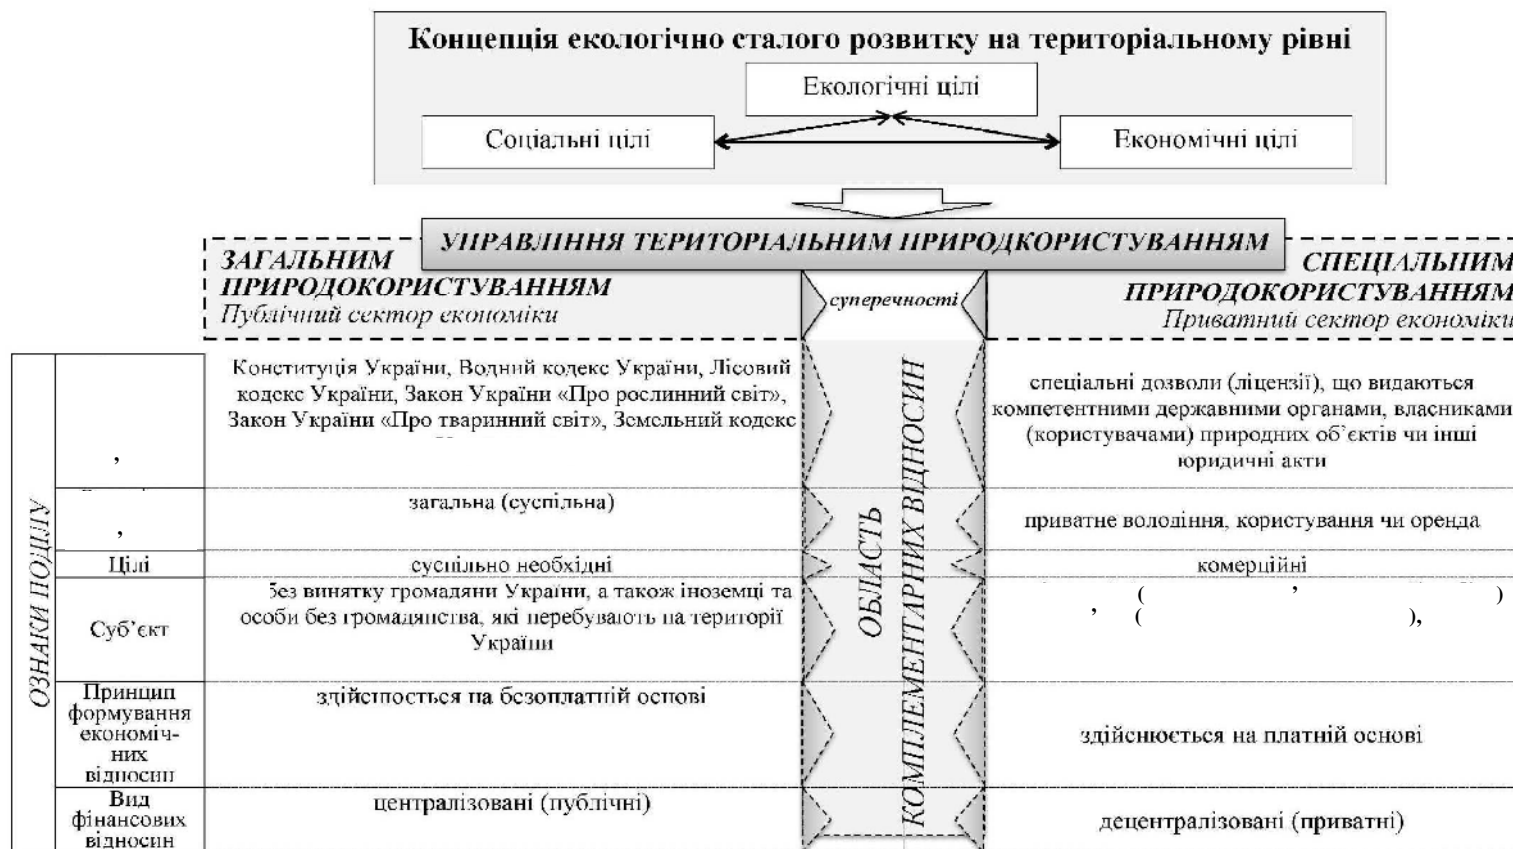 Концепція екологічно сталого розвитку на територіальному рівні
Екологічні цілі
Соціальні цілі
Економічні цілі
УПРАВЛІННЯ ТЕРИТОРІАЛЬНИМ ПРИРОДКОРИСТУВАННЯМ
ЗАГАЛЬНИМ
ПРИРОДОКОРИСТУВАННЯМ
Публічний сектор економіки
суперечності
СПЕЦІАЛЬНИМ
ПРИРОДОКОРИСТУВАННЯМ
Приватний сектор економіки
ОЗНАКИ ПОДІЛУ
ОБЛАСТЬ
КОМПЛЕМЕНТАРНИХ ВІДНОСИН
,
Конституція України, Водний кодекс України, Лісовий
кодекс України, Закон України «Про рослинний світ»,
Закон України «Про тваринний світ», Земельний кодекс
спеціальні дозволи (ліцензії), що видаються
компетентними державними органами, власниками
(користувачами) природних об’єктів чи інші
юридичні акти
,
загальна (суспільна)
приватне володіння, користування чи оренда
Цілі
суспільно необхідні
комерційні
Суб’єкт
без винятку громадяни України, а також іноземці та
особи без громадянства, які перебувають на території
України
( , )
, ( ),
Принцип
формування
економіч-
них
відносин
здійснюється на безоплатній основі
здійснюється на платній основі
Вид
фінансових
відносин
централізовані (публічні)
децентралізовані (приватні)